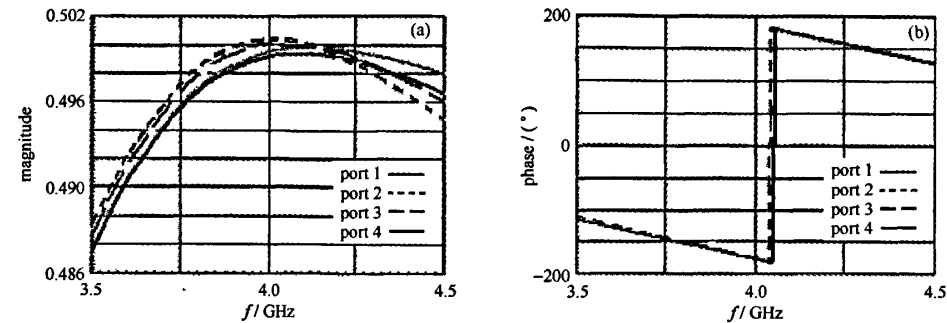 (a)
0.502
0.496
0.490
0.486
magnitude
port 1
port 2
port 3
port 4
3.5
4.0
4.5
f / GHz
(b)
200
0
−200
phase / ( ° )
port 1
port 2
port 3
port 4
3.5
4.0
4.5
f / GHz